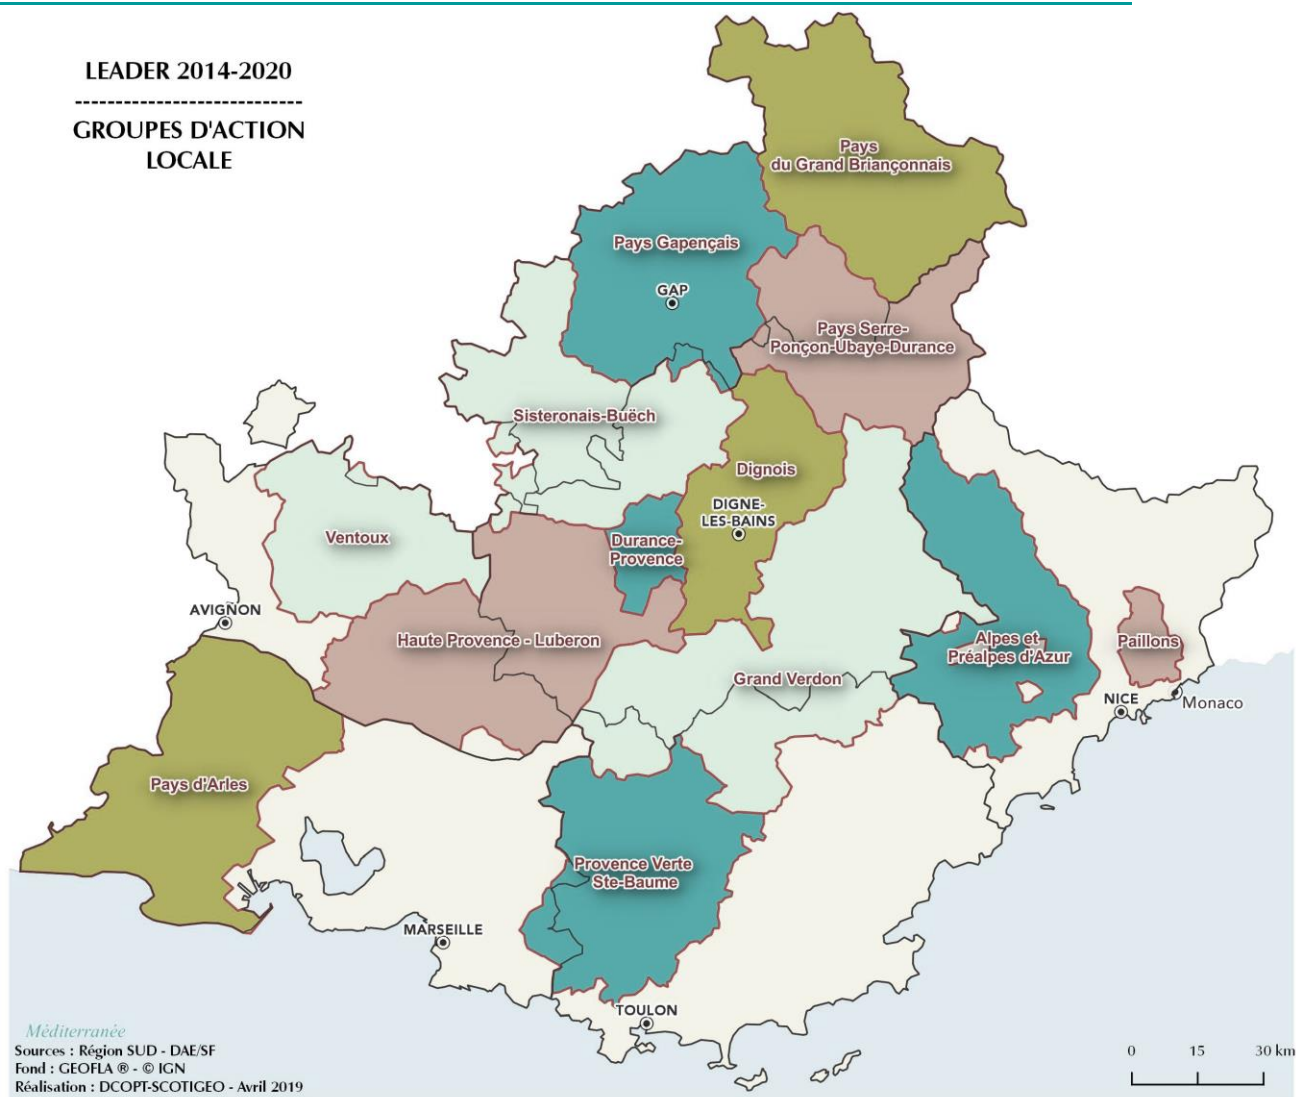 LEADER 2014-2020
----------------------------
GROUPES D'ACTION
LOCALE
Pays
du Grand Briançonnais
Pays Gapençais
GAP
Pays Serre-
Ponçon-Ubaye-Durance
Sisteronais-Buëch
Dignois
DIGNE-
LES-BAINS
Ventoux
Durance-
Provence
AVIGNON
Haute Provence - Luberon
Alpes et
Préalpes d'Azur
Paillons
Grand Verdon
NICE
Monaco
Pays d'Arles
Provence Verte
Ste-Baume
MARSEILLE
TOULON
Méditerranée
Sources : Région SUD - DAE/SF
Fond : GEOFLA ® - © IGN
Réalisation : DCOPT-SCOTIGEO - Avril 2019
0 15 30 km